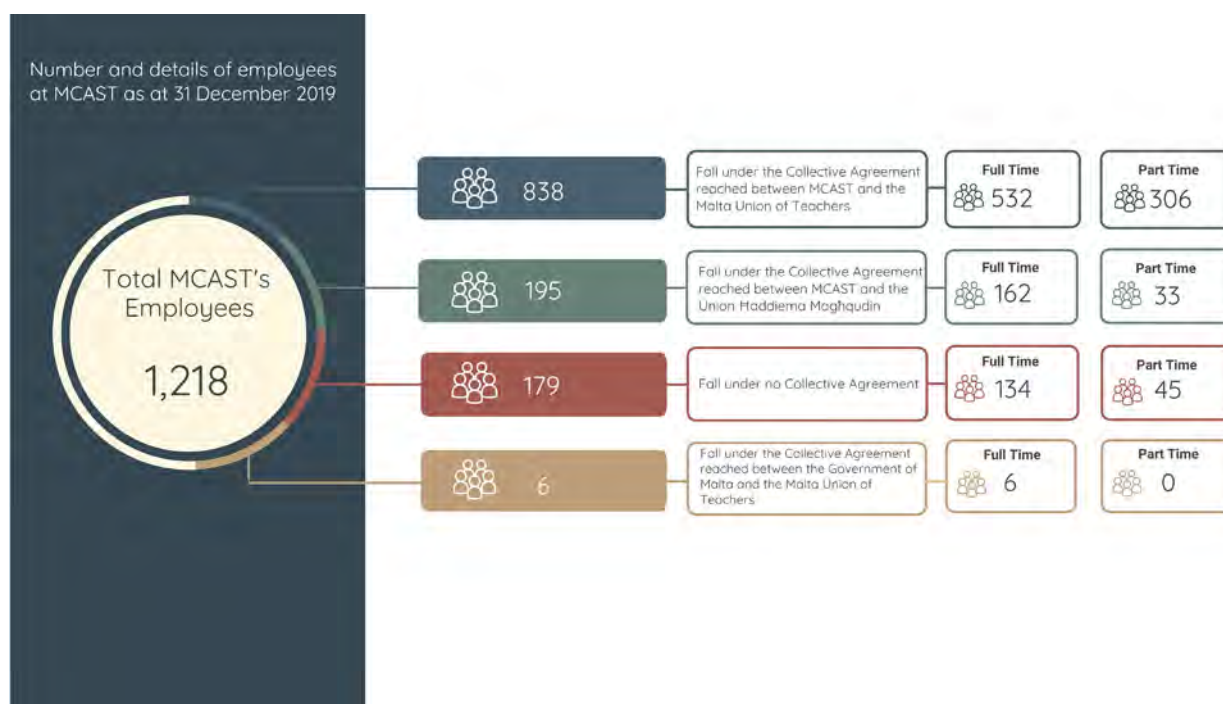 Number and details of employees
at MCAST as at 31 December 2019
Total MCAST's
Employees
1,218
838
Fall under the Collective Agreement
reached between MCAST and the
Malta Union of Teachers
Full Time
532
Part Time
306
195
Fall under the Collective Agreement
reached between MCAST and the
Union Haddiema Magħqudin
Full Time
162
Part Time
33
179
Fall under no Collective Agreement
Full Time
134
Part Time
45
6
Fall under the Collective Agreement
reached between the Government of
Malta and the Malta Union of
Teachers
Full Time
6
Part Time
0